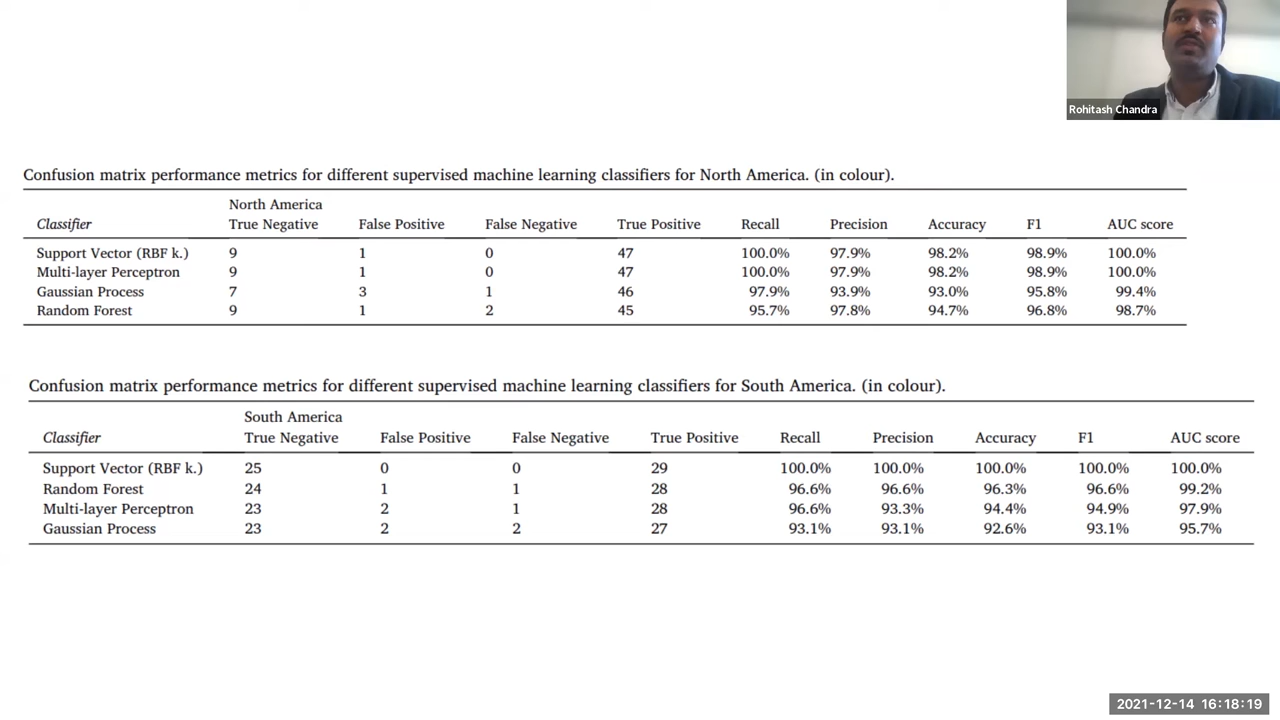 Rohitash Chandra
Confusion matrix performance metrics for different supervised machine learning classifiers for North America. (in colour).
North America
Classifier True Negative False Positive False Negative True Positive Recall Precision Accuracy F1 AUC score
Support Vector (RBF k.) 9 1 0 47 100.0% 97.9% 98.2% 98.9% 100.0%
Multi-layer Perceptron 9 1 0 47 100.0% 97.9% 98.2% 98.9% 100.0%
Gaussian Process 7 3 1 46 97.9% 93.9% 93.0% 95.8% 99.4%
Random Forest 9 1 2 45 95.7% 97.8% 94.7% 96.8% 98.7%
Confusion matrix performance metrics for different supervised machine learning classifiers for South America. (in colour).
South America
Classifier True Negative False Positive False Negative True Positive Recall Precision Accuracy F1 AUC score
Support Vector (RBF k.) 25 0 0 29 100.0% 100.0% 100.0% 100.0% 100.0%
Random Forest 24 1 1 28 96.6% 96.6% 96.3% 96.6% 99.2%
Multi-layer Perceptron 23 2 1 28 96.6% 93.3% 94.4% 94.9% 97.9%
Gaussian Process 23 2 2 27 93.1% 93.1% 92.6% 93.1% 95.7%
2021-12-14 16:18:19